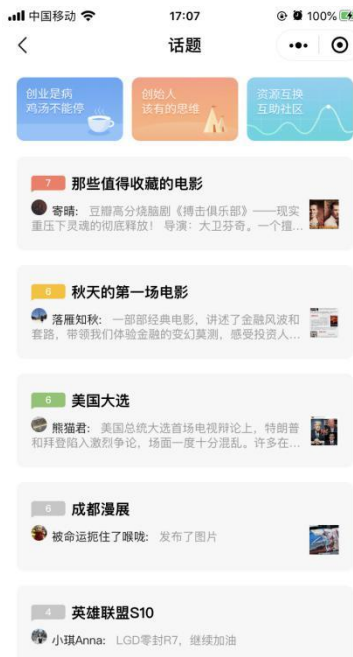 中国移动
17:07
100%
话题
创业是病
鸡汤不能停
创始人
该有的思维
资源互换
互助社区
7 那些值得收藏的电影
寄晴: 豆瓣高分烧脑剧《搏击俱乐部》——现实
重压下灵魂的彻底释放! 导演: 大卫芬奇。一个擅...
6 秋天的第一场电影
落雁知秋: 一部部经典电影, 讲述了金融风波和
套路, 带领我们体验金融的变幻莫测, 感受投资人...
6 美国大选
熊猫君: 美国总统大选首场电视辩论上, 特朗普
和拜登陷入激烈争论, 场面一度十分混乱。许多在...
6 成都漫展
被命运扼住了喉咙: 发布了图片
4 英雄联盟S10
小琪Anna: LGD零封R7, 继续加油